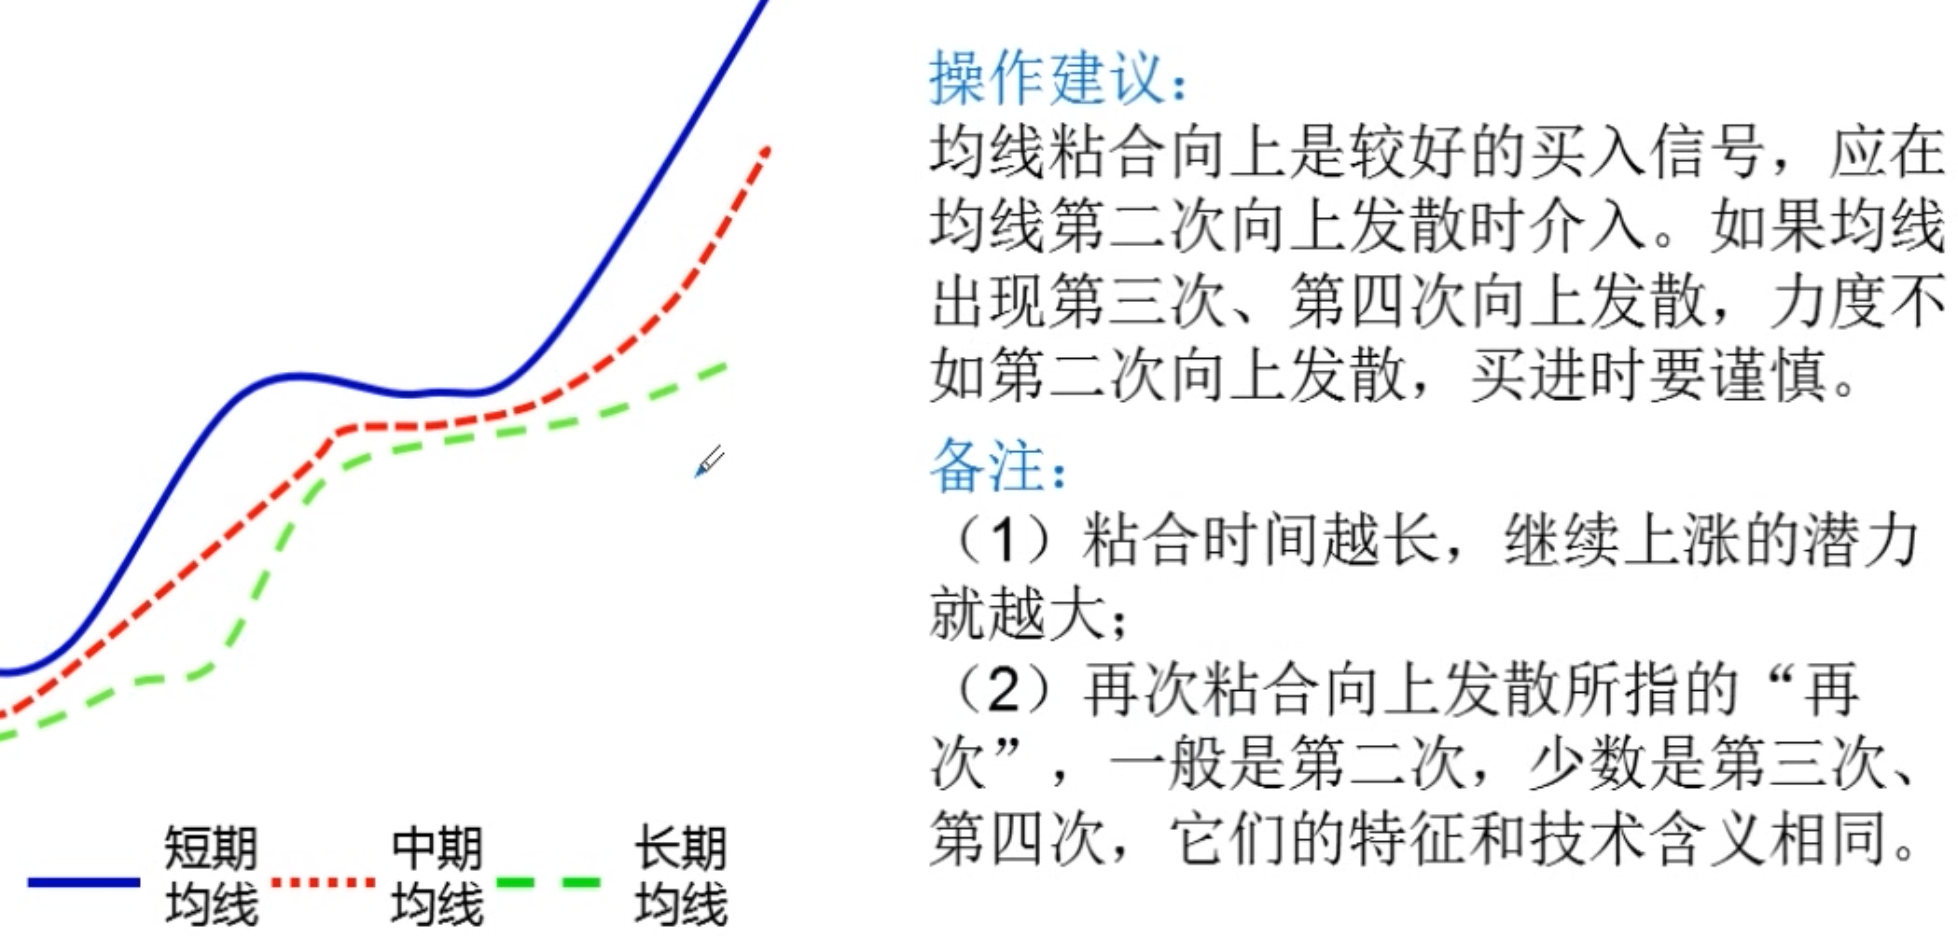 操作建议：
均线粘合向上是较好的买入信号，应在
均线第二次向上发散时介入。如果均线
出现第三次、第四次向上发散，力度不
如第二次向上发散，买进时要谨慎。
备注：
（1）粘合时间越长，继续上涨的潜力
就越大；
（2）再次粘合向上发散所指的“再
次”，一般是第二次，少数是第三次、
第四次，它们的特征和技术含义相同。
短期
均线
中期
均线
长期
均线